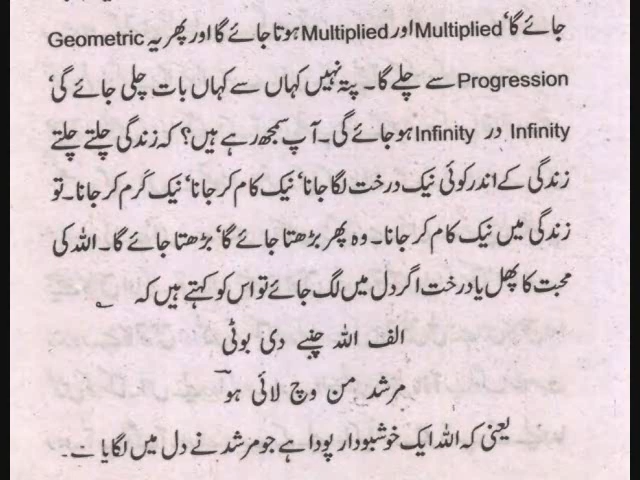 جائے گا‘ Multiplied اور Multiplied ہوتا جائے گا اور پھر یہ Geometric
Progression سے چلے گا۔ پتہ نہیں کہاں سے کہاں بات چلی جائے گی‘
Infinity در Infinity ہو جائے گی۔ آپ سمجھ رہے ہیں؟ کہ زندگی چلتے چلتے
زندگی کے اندر کوئی نیک درخت لگا جانا‘ نیک کام کر جانا‘ نیک کرم کر جانا۔ تو
زندگی میں نیک کام کر جانا۔ وہ پھر بڑھتا جائے گا‘ بڑھتا جائے گا۔ اللہ کی
محبت کا پھل یا درخت اگر دل میں لگ جائے تو اس کو کہتے ہیں کہ ؎
الف اللہ چنبے دی بوٹی
مرشد من وچ لائی ہو
یعنی کہ اللہ ایک خوشبودار پودا ہے جو مرشد نے دل میں لگایا ...